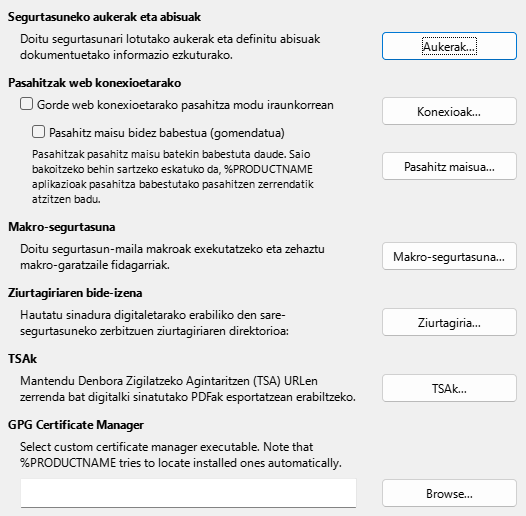 Segurtasuneko aukerak eta abisuak
Doitu segurtasunari lotutako aukerak eta definitu abisuak
dokumentuetako informazio ezkuturako.
Aukerak...
Pasahitzak web konexioetarako
Gorde web konexioetarako pasahitza modu iraunkorrean
Konexioak...
Pasahitz maisu bidez babestua (gomendatua)
Pasahitzak pasahitz maisu batekin babestuta daude. Saio
bakoitzeko behin sartzeko eskatuko da, %PRODUCTNAME
aplikazioak pasahitza babestutako pasahitzen zerrendatik
atzitzen badu.
Pasahitz maisua...
Makro-segurtasuna
Doitu segurtasun-maila makroak exekutatzeko eta zehaztu
makro-garatzaile fidagarriak.
Makro-segurtasuna...
Ziurtagiriaren bide-izena
Hautatu sinadura digitaletarako erabiliko den sare-
segurtasuneko zerbitzuen ziurtagiriaren direktorioa:
Ziurtagiria...
TSAk
Mantendu Denbora Zigilatzeko Agintaritzen (TSA) URLen
zerrenda bat digitalki sinatutako PDFak esportatzean erabiltzeko.
TSAk...
GPG Certificate Manager
Select custom certificate manager executable. Note that
%PRODUCTNAME tries to locate installed ones automatically.
Browse...